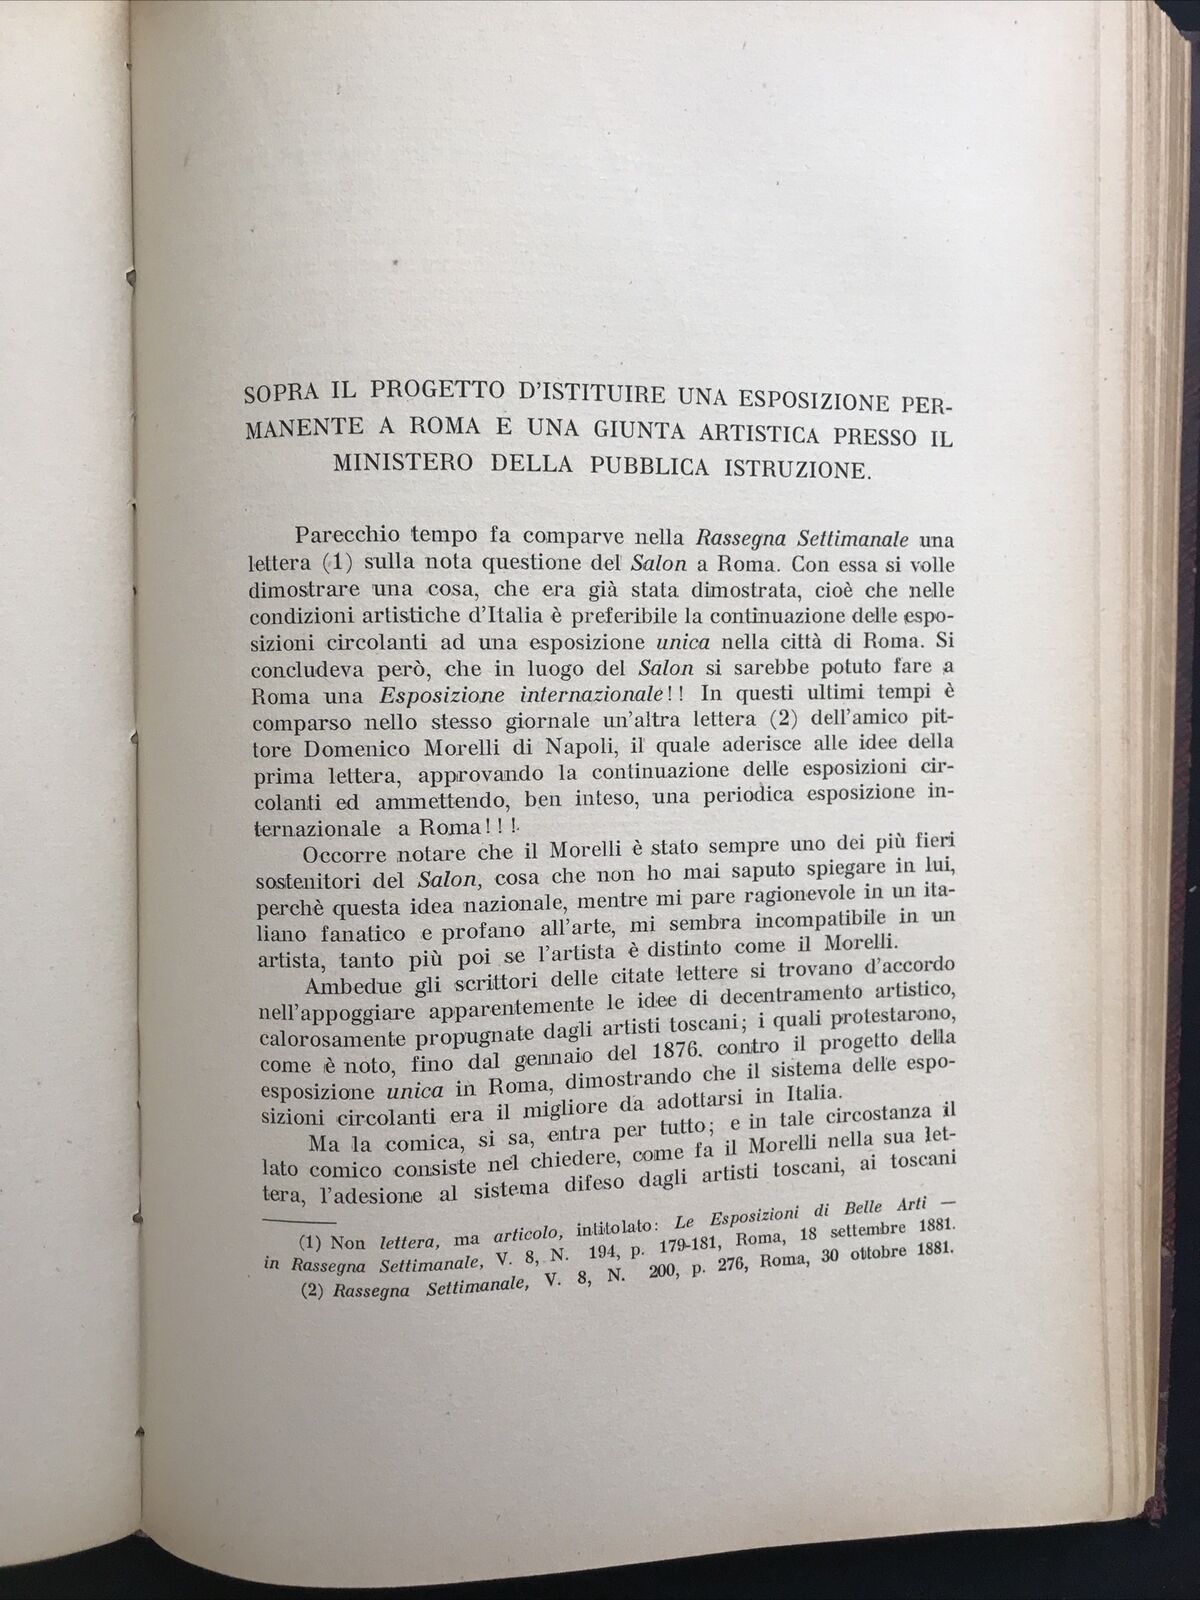 SOPRA IL PROGETTO D'ISTITUIRE UNA ESPOSIZIONE PER-
MANENTE A ROMA E UNA GIUNTA ARTISTICA PRESSO IL
MINISTERO DELLA PUBBLICA ISTRUZIONE.
Parecchio tempo fa comparve nella Rassegna Settimanale una
lettera (1) sulla nota questione del Salon a Roma. Con essa si volle
dimostrare una cosa, che era già stata dimostrata, cioè che nelle
condizioni artistiche d'Italia è preferibile la continuazione delle espo-
sizioni circolanti ad una esposizione unica nella città di Roma. Si
concludeva però, che in luogo del Salon si sarebbe potuto fare a
Roma una Esposizione internazionale!! In questi ultimi tempi è
comparso nello stesso giornale un'altra lettera (2) dell'amico pit-
tore Domenico Morelli di Napoli, il quale aderisce alle idee della
prima lettera, approvando la continuazione delle esposizioni cir-
colanti ed ammettendo, ben inteso, una periodica esposizione in-
ternazionale a Roma!!!
Occorre notare che il Morelli è stato sempre uno dei più fieri
sostenitori del Salon, cosa che non ho mai saputo spiegare in lui,
perchè questa idea nazionale, mentre mi pare ragionevole in un ita-
liano fanatico e profano all'arte, mi sembra incompatibile in un
artista, tanto più poi se l'artista è distinto come il Morelli.
Ambedue gli scrittori delle citate lettere si trovano d'accordo
nell'appoggiare apparentemente le idee di decentramento artistico,
calorosamente propugnate dagli artisti toscani; i quali protestarono,
come è noto, fino dal gennaio del 1876. contro il progetto della
esposizione unica in Roma, dimostrando che il sistema delle espo-
sizioni circolanti era il migliore da adottarsi in Italia.
Ma la comica, si sa, entra per tutto; e in tale circostanza il
lato comico consiste nel chiedere, come fa il Morelli nella sua let-
tera, l'adesione al sistema difeso dagli artisti toscani, ai toscani
(1) Non lettera, ma articolo, intitolato: Le Esposizioni di Belle Arti —
in Rassegna Settimanale, V. 8, N. 194, p. 179-181, Roma, 18 settembre 1881.
(2) Rassegna Settimanale, V. 8, N. 200, p. 276, Roma, 30 ottobre 1881.